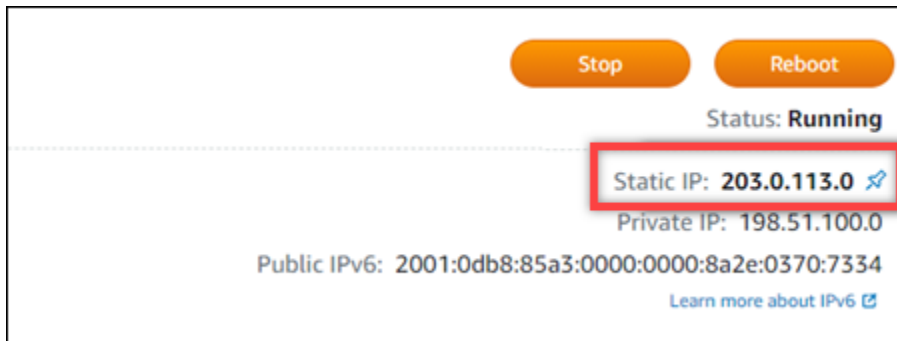 Stop Reboot
Status: Running
Static IP: 203.0.113.0
Private IP: 198.51.100.0
Public IPv6: 2001:0db8:85a3:0000:0000:8a2e:0370:7334
Learn more about IPv6